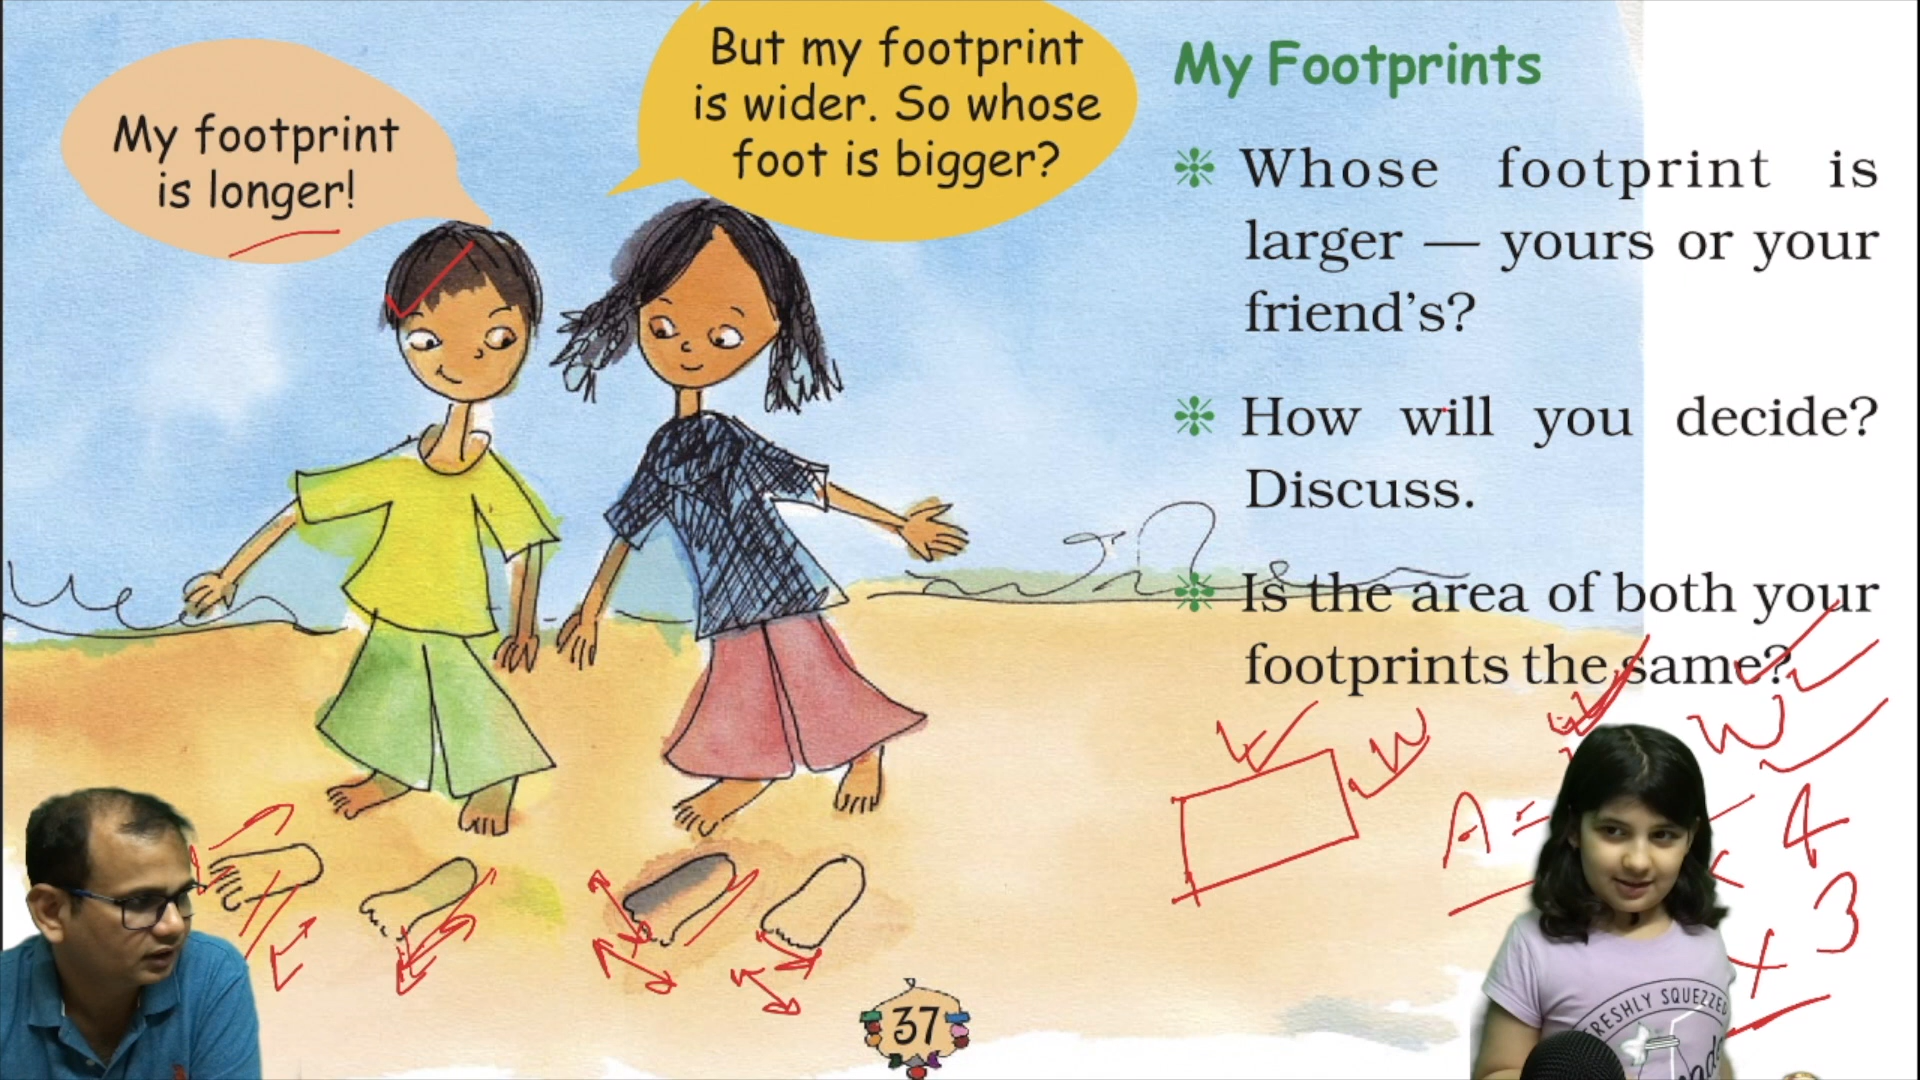 My footprint
is longer!
But my footprint
is wider. So whose
foot is bigger?
My Footprints
Whose footprint is
larger — yours or your
friend's?
How will you decide?
Discuss.
Is the area of both your
footprints the same?
L
W
W
A =
4
x 3
L
L
37
FRESHLY SQUEEZED